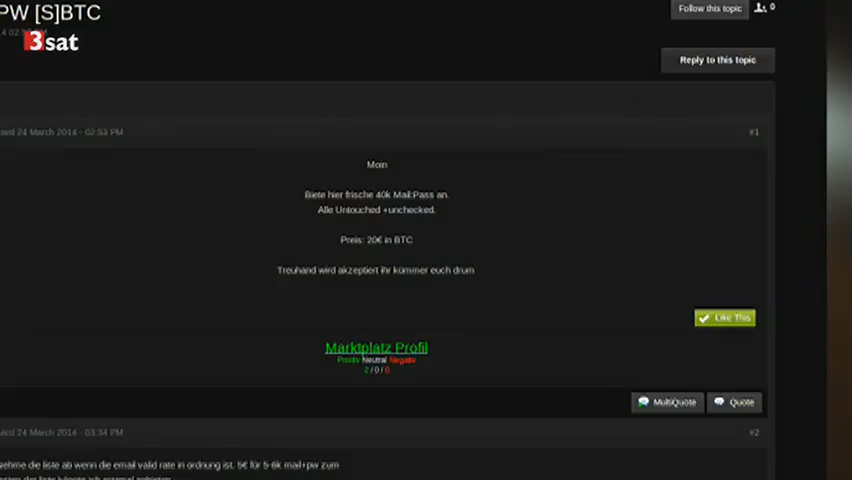 PW [S]BTC
Follow this topic
0
3sat
Reply to this topic
24 March 2014 - 02:53 PM
#1
Moin
Biete hier frische 40k Mail:Pass an.
Alle Untouched +unchecked.
Preis: 20€ in BTC
Treuhand wird akzeptiert ihr kümmer euch drum
Like This
Marktplatz Profil
Positiv Neutral Negativ
2 / 0 / 0
MultiQuote
Quote
24 March 2014 - 03:34 PM
#2
nehme die liste ab wenn die email valid rate in ordnung ist. 5€ für 5-6k mail+pw zum